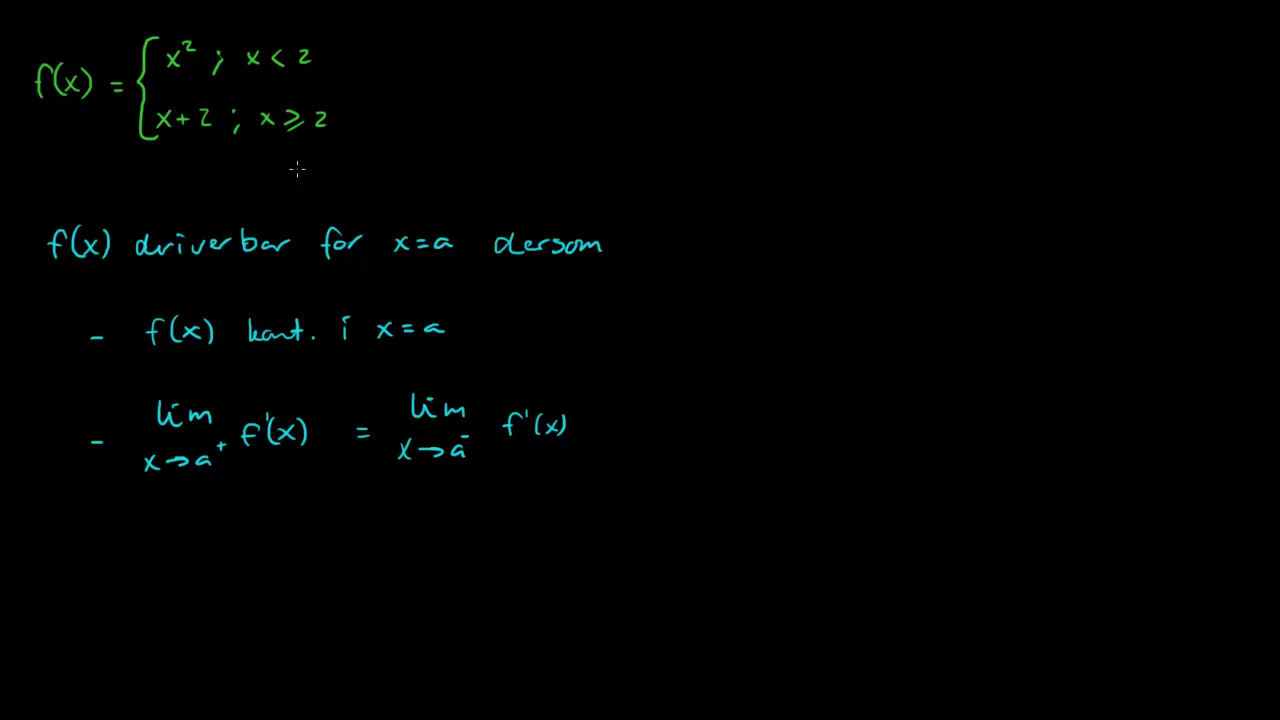 f(x) = { x² ; x < 2
x + 2 ; x ⩾ 2
f(x) deriverbar for x = a dersom
- f(x) kont. i x = a
- lim x→a⁺ f'(x) = lim x→a⁻ f'(x)